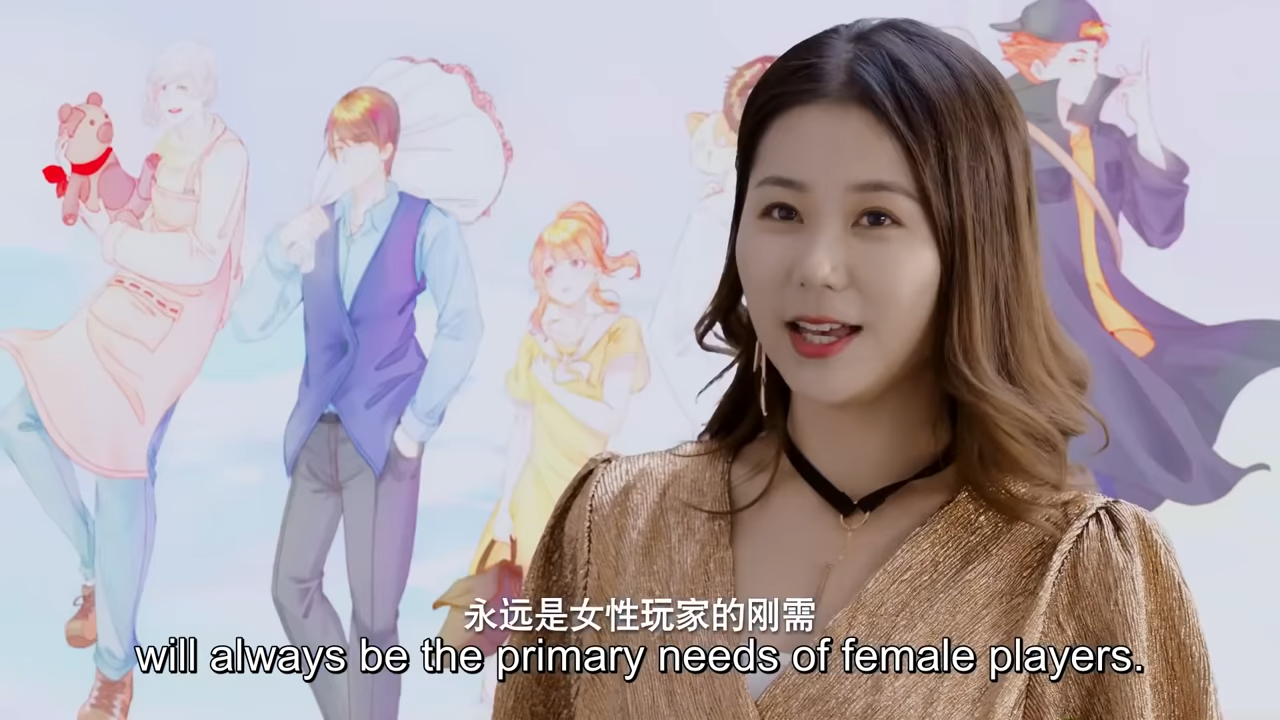 永远是女性玩家的刚需
will always be the primary needs of female players.